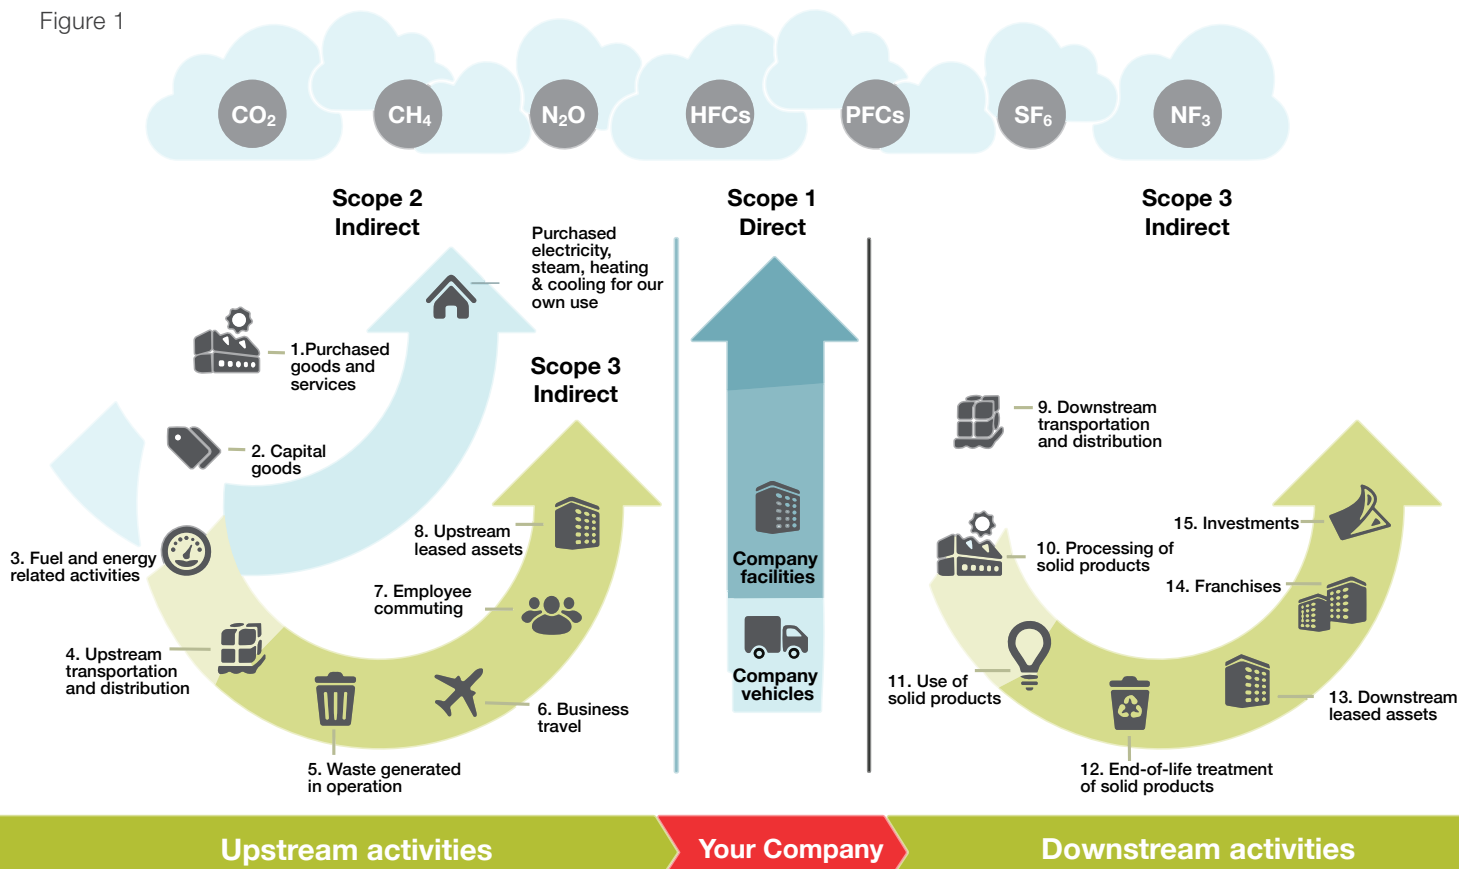 Figure 1
CO₂
CH₄
N₂O
HFCs
PFCs
SF₆
NF₃
Scope 2
Indirect
Purchased
electricity,
steam, heating
& cooling for our
own use
1.Purchased
goods and
services
2. Capital
goods
Scope 3
Indirect
3. Fuel and energy
related activities
4. Upstream
transportation
and distribution
5. Waste generated
in operation
6. Business
travel
7. Employee
commuting
8. Upstream
leased assets
Scope 1
Direct
Company
facilities
Company
vehicles
Scope 3
Indirect
9. Downstream
transportation
and distribution
10. Processing of
solid products
11. Use of
solid products
12. End-of-life treatment
of solid products
13. Downstream
leased assets
14. Franchises
15. Investments
Upstream activities
Your Company
Downstream activities